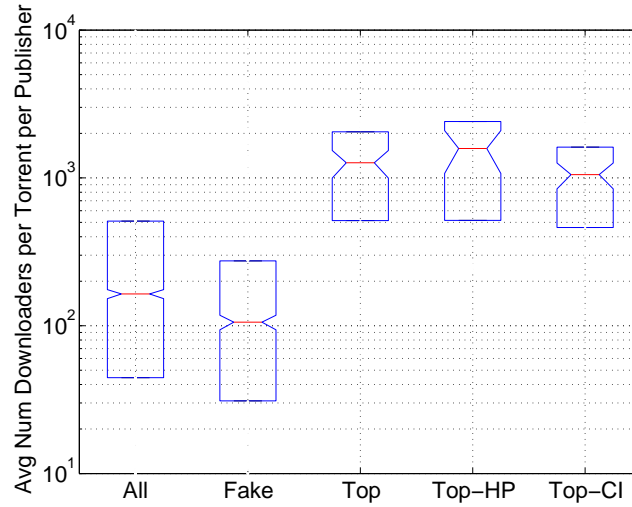 Avg Num Downloaders per Torrent per Publisher
10^4
10^3
10^2
10^1
All Fake Top Top-HP Top-CI